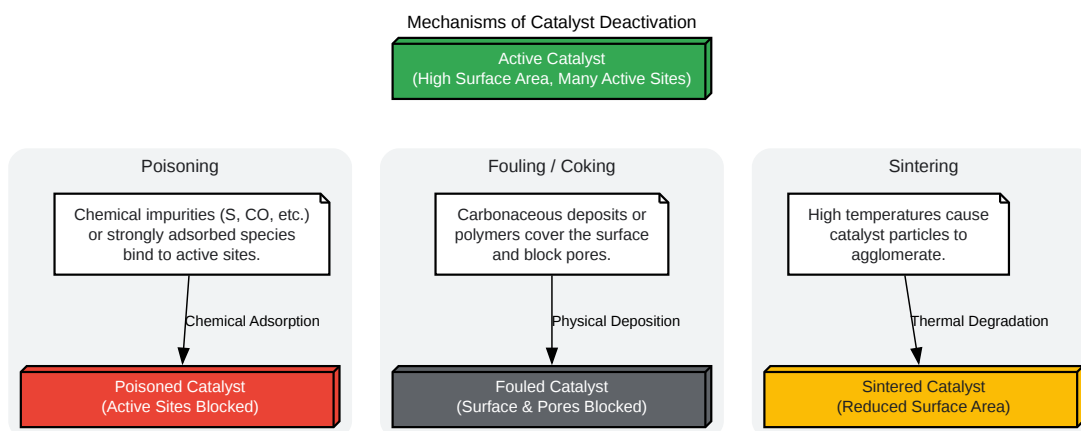 Mechanisms of Catalyst Deactivation
Active Catalyst
(High Surface Area, Many Active Sites)
Poisoning
Chemical impurities (S, CO, etc.)
or strongly adsorbed species
bind to active sites.
Chemical Adsorption
Poisoned Catalyst
(Active Sites Blocked)
Fouling / Coking
Carbonaceous deposits or
polymers cover the surface
and block pores.
Physical Deposition
Fouled Catalyst
(Surface & Pores Blocked)
Sintering
High temperatures cause
catalyst particles to
agglomerate.
Thermal Degradation
Sintered Catalyst
(Reduced Surface Area)